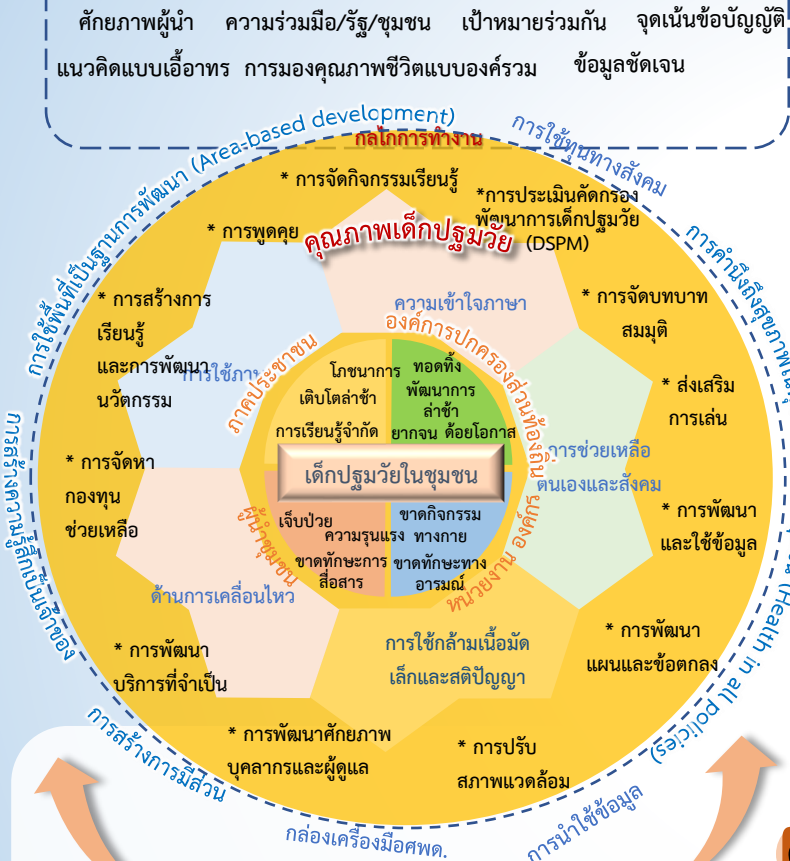 ศักยภาพผู้นำ ความร่วมมือ/รัฐ/ชุมชน เป้าหมายร่วมกัน จุดเน้นข้อบัญญัติ
แนวคิดแบบเอื้ออาทร การมองคุณภาพชีวิตแบบองค์รวม ข้อมูลชัดเจน
การใช้พื้นที่เป็นฐานการพัฒนา (Area-based development)
กลไกการทำงาน
การใช้ทุนทางสังคม
การคำนึงถึงสุขภาพใน
(Health in all policies)
การนำใช้ข้อมูล
กล่องเครื่องมือศพด.
การสร้างการมีส่วน
การสร้างความรู้สึกเป็นเจ้าของ
* การจัดกิจกรรมเรียนรู้
*การประเมินคัดกรอง
พัฒนาการเด็กปฐมวัย
(DSPM)
* การพูดคุย
คุณภาพเด็กปฐมวัย
* การจัดบทบาท
สมมุติ
* การสร้างการ
เรียนรู้
และการพัฒนา
นวัตกรรม
* ส่งเสริม
การเล่น
* การจัดหา
กองทุน
ช่วยเหลือ
* การพัฒนา
และใช้ข้อมูล
* การพัฒนา
แผนและข้อตกลง
* การพัฒนา
บริการที่จำเป็น
* การพัฒนาศักยภาพ
บุคลากรและผู้ดูแล
* การปรับ
สภาพแวดล้อม
ความเข้าใจภาษา
การใช้ภาษา
การช่วยเหลือ
ตนเองและสังคม
ด้านการเคลื่อนไหว
การใช้กล้ามเนื้อมัด
เล็กและสติปัญญา
ภาคประชาชน
องค์การปกครองส่วนท้องถิ่น
หน่วยงาน องค์กร
ผู้นำชุมชน
โภชนาการ
เติบโตล่าช้า
การเรียนรู้จำกัด
ทอดทิ้ง
พัฒนาการ
ล่าช้า
ยากจน ด้อยโอกาส
เด็กปฐมวัยในชุมชน
เจ็บป่วย
ความรุนแรง
ขาดทักษะการ
สื่อสาร
ขาดกิจกรรม
ทางกาย
ขาดทักษะทาง
อารมณ์